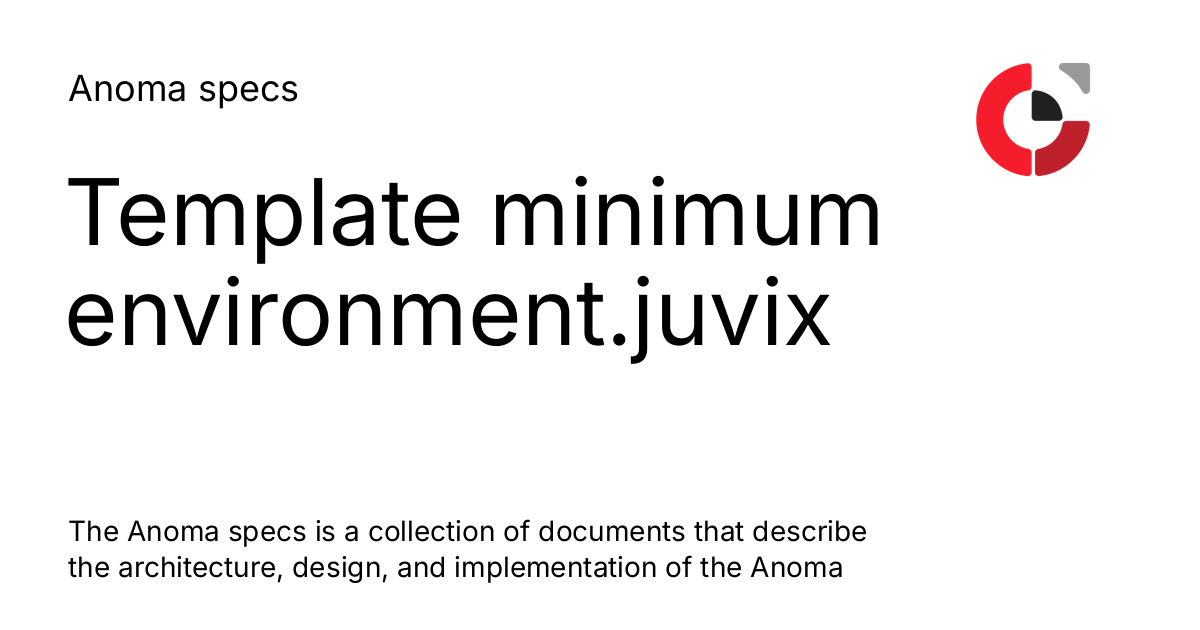 Anoma specs
Template minimum
environment.juvix
The Anoma specs is a collection of documents that describe
the architecture, design, and implementation of the Anoma